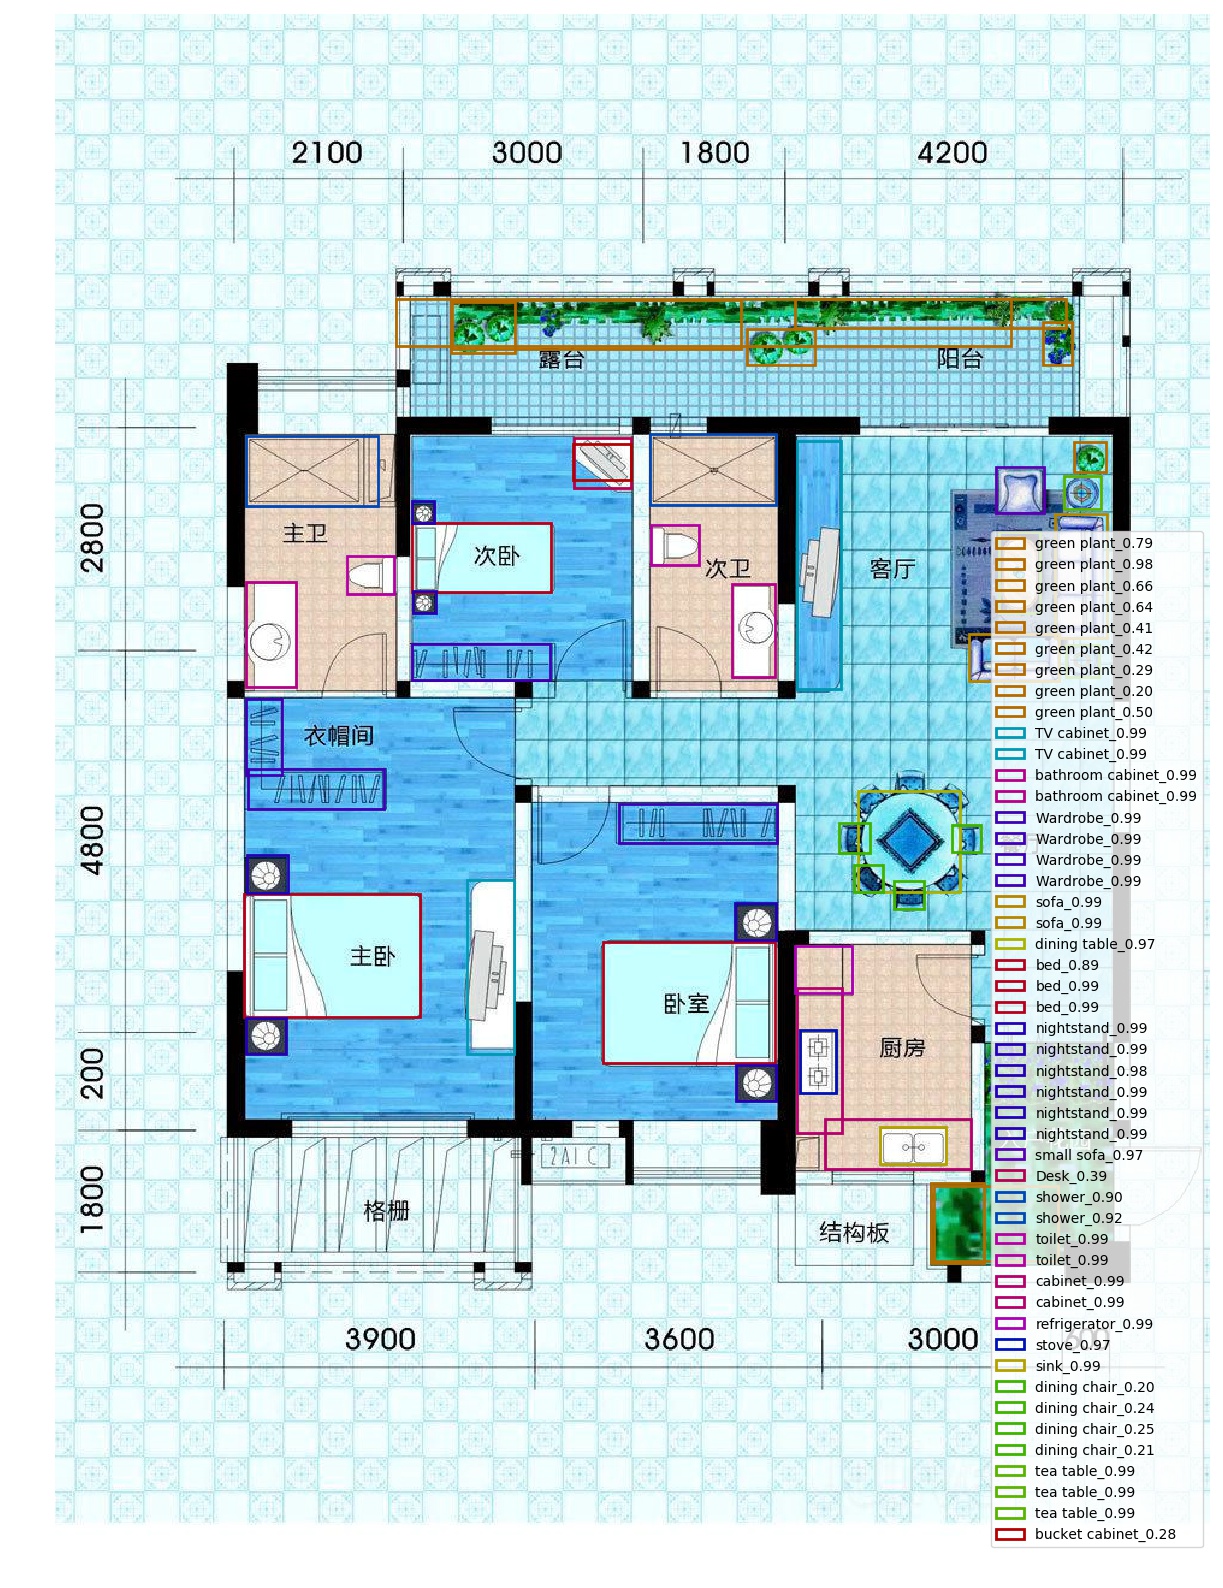 2100 3000 1800 4200
露台 阳台
主卫 次卧 次卫 客厅
2800
衣帽间
4800
主卧 卧室
厨房
200
2A1 C
1800
格栅 结构板
3900 3600 3000 600
green plant_0.79
green plant_0.98
green plant_0.66
green plant_0.64
green plant_0.41
green plant_0.42
green plant_0.29
green plant_0.20
green plant_0.50
TV cabinet_0.99
TV cabinet_0.99
bathroom cabinet_0.99
bathroom cabinet_0.99
Wardrobe_0.99
Wardrobe_0.99
Wardrobe_0.99
Wardrobe_0.99
sofa_0.99
sofa_0.99
dining table_0.97
bed_0.89
bed_0.99
bed_0.99
nightstand_0.99
nightstand_0.99
nightstand_0.98
nightstand_0.99
nightstand_0.99
nightstand_0.99
small sofa_0.97
Desk_0.39
shower_0.90
shower_0.92
toilet_0.99
toilet_0.99
cabinet_0.99
cabinet_0.99
refrigerator_0.99
stove_0.97
sink_0.99
dining chair_0.20
dining chair_0.24
dining chair_0.25
dining chair_0.21
tea table_0.99
tea table_0.99
tea table_0.99
bucket cabinet_0.28